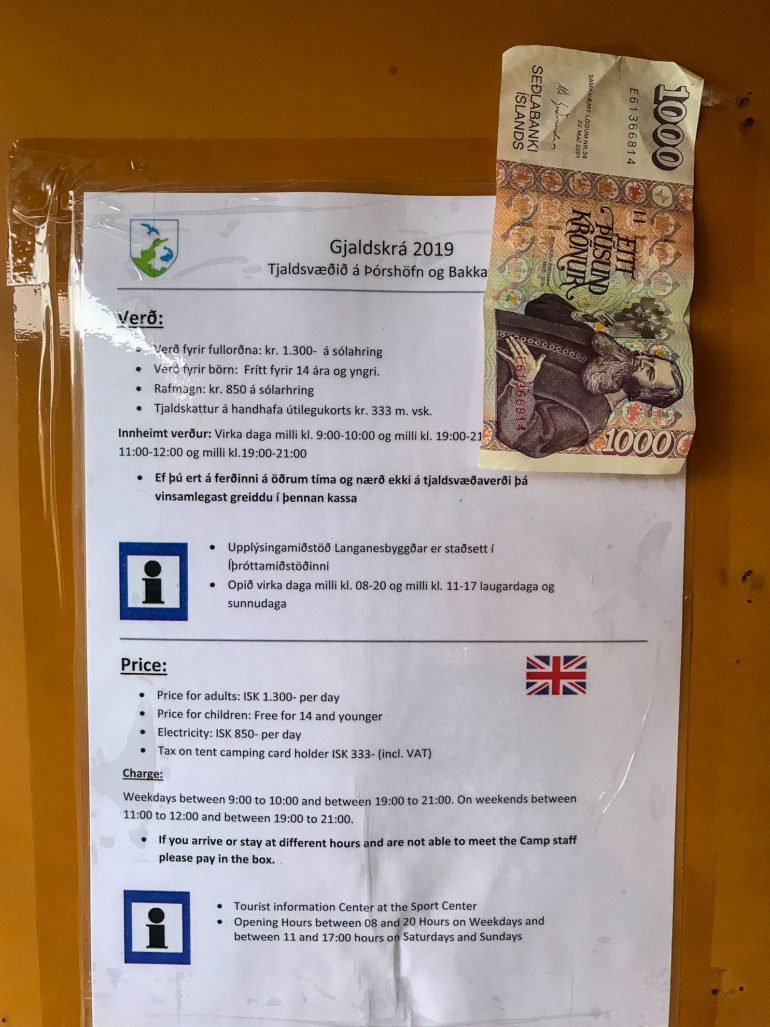 1000
E61366814
SAMKVÆMT LÖGUM NR. 36
22. MAÍ 2001
SEÐLABANKI
ÍSLANDS
EITT
ÞÚSUND
KRÓNUR
E61366814
1000
Gjaldskrá 2019
Tjaldsvæðið á Þórshöfn og Bakka
Verð:
• Verð fyrir fullorðna: kr. 1.300- á sólahring
• Verð fyrir börn: Frítt fyrir 14 ára og yngri.
• Rafmagn: kr. 850 á sólarhring
• Tjaldskattur á handhafa útilegukorts kr. 333 m. vsk.
Innheimt verður: Virka daga milli kl. 9:00-10:00 og milli kl. 19:00-21
11:00-12:00 og milli kl.19:00-21:00
• Ef þú ert á ferðinni á öðrum tíma og nærð ekki á tjaldsvæðaverði þá
vinsamlegast greiddu í þennan kassa
• Upplýsingamiðstöð Langanesbyggðar er staðsett í
Íþróttamiðstöðinni
• Opið virka daga milli kl. 08-20 og milli kl. 11-17 laugardaga og
sunnudaga
Price:
• Price for adults: ISK 1.300- per day
• Price for children: Free for 14 and younger
• Electricity: ISK 850- per day
• Tax on tent camping card holder ISK 333- (incl. VAT)
Charge:
Weekdays between 9:00 to 10:00 and between 19:00 to 21:00. On weekends between
11:00 to 12:00 and between 19:00 to 21:00.
• If you arrive or stay at different hours and are not able to meet the Camp staff
please pay in the box.
• Tourist information Center at the Sport Center
• Opening Hours between 08 and 20 Hours on Weekdays and
between 11 and 17:00 hours on Saturdays and Sundays